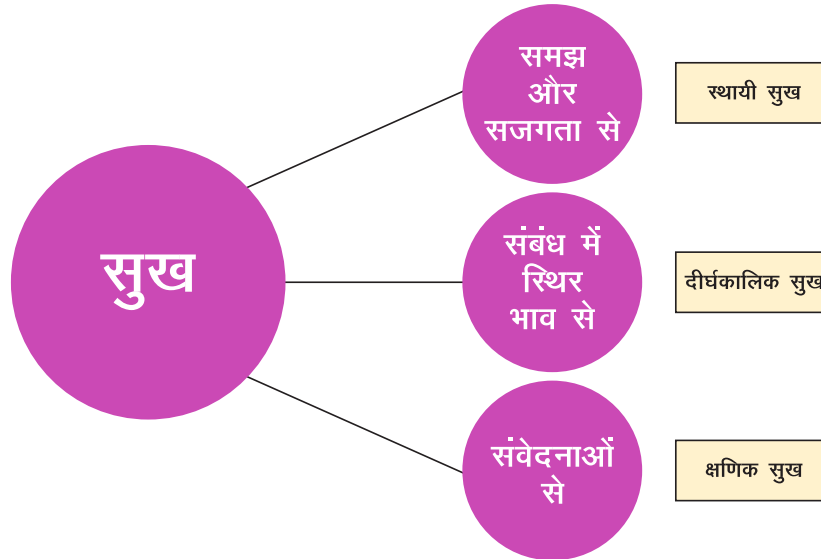 सुख
समझ
और
सजगता से
स्थायी सुख
संबंध में
स्थिर
भाव से
दीर्घकालिक सुख
संवेदनाओं
से
क्षणिक सुख